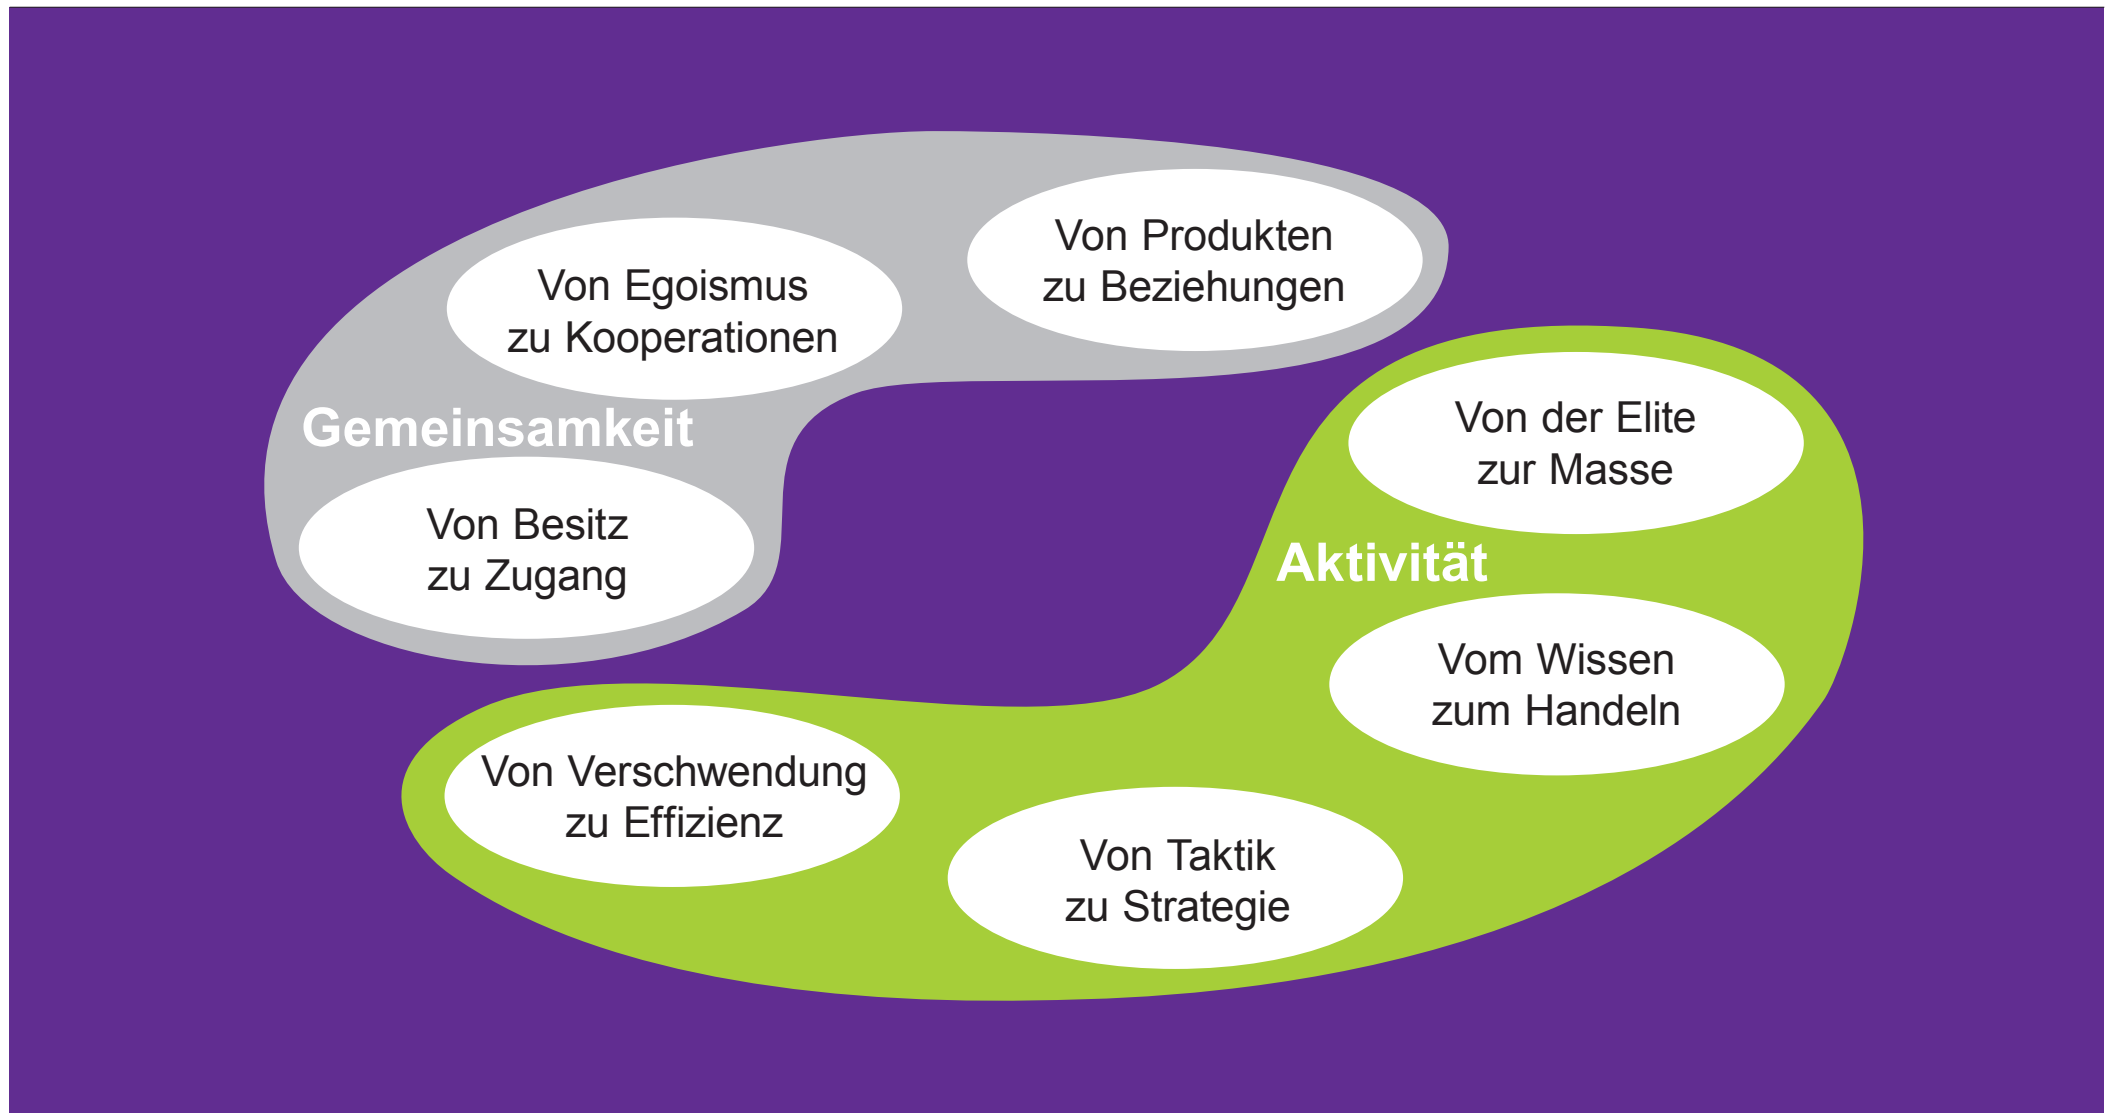 Von Produkten
zu Beziehungen
Von Egoismus
zu Kooperationen
Gemeinsamkeit
Von Besitz
zu Zugang
Von der Elite
zur Masse
Aktivität
Vom Wissen
zum Handeln
Von Verschwendung
zu Effizienz
Von Taktik
zu Strategie